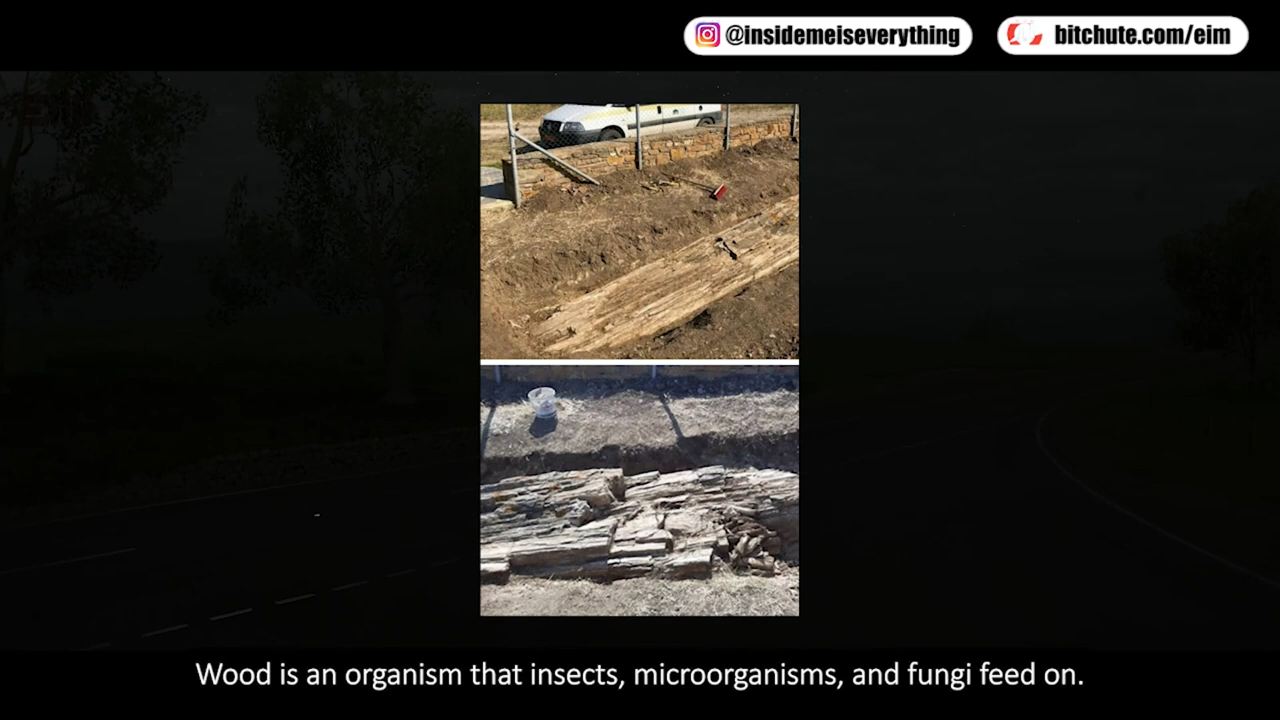 @insidemeiseverything
bitchute.com/eim
Wood is an organism that insects, microorganisms, and fungi feed on.